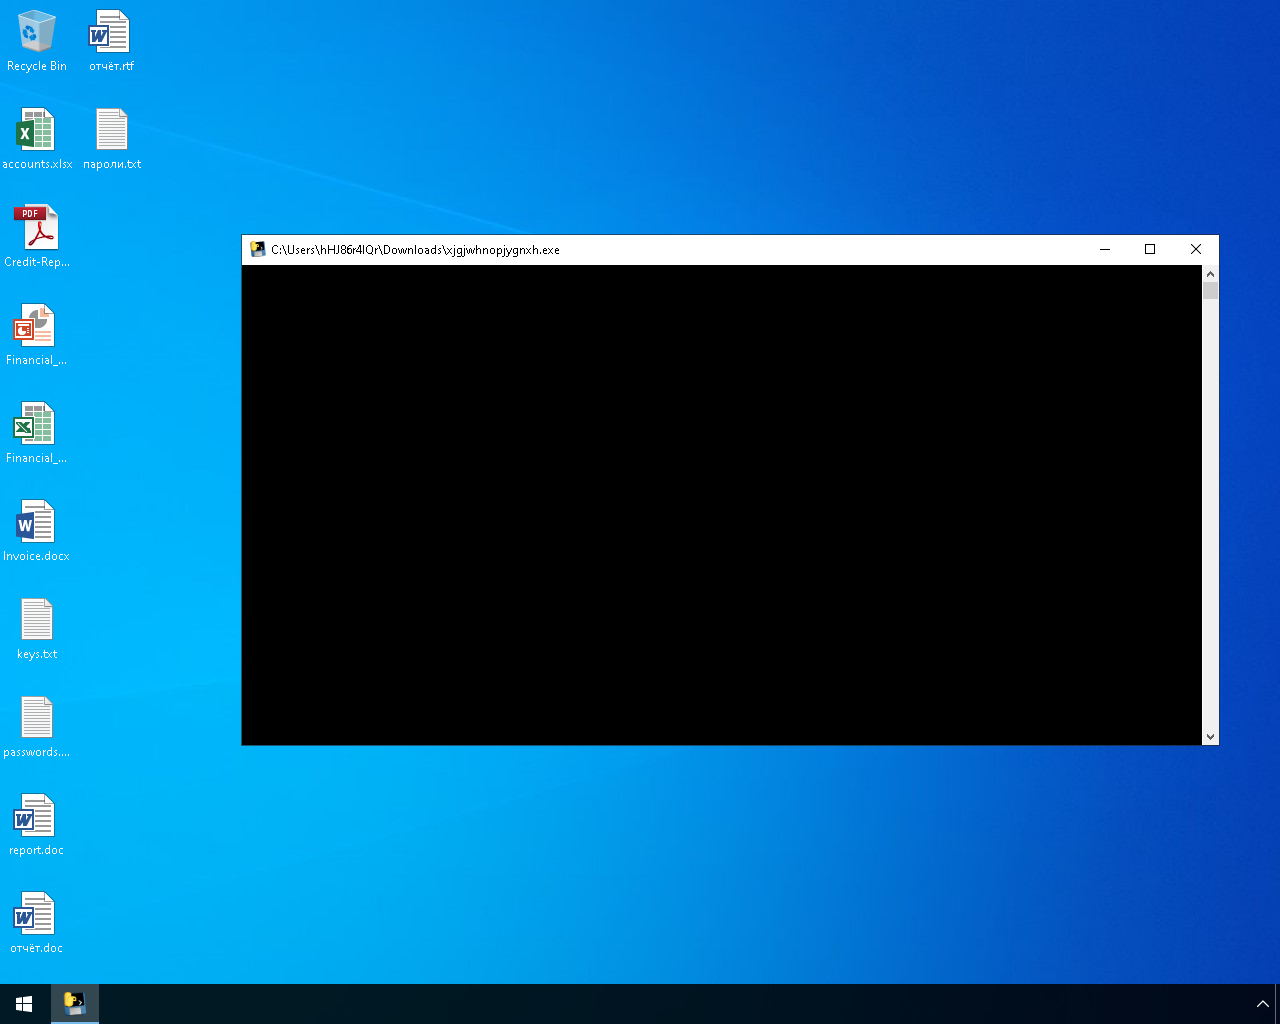 Recycle Bin
отчёт.rtf
accounts.xlsx
пароли.txt
PDF
Credit-Rep...
Financial_...
Financial_...
Invoice.docx
keys.txt
passwords....
report.doc
отчёт.doc
C:\Users\hHJ86r4lQr\Downloads\xjgjwhnopjygnxh.exe